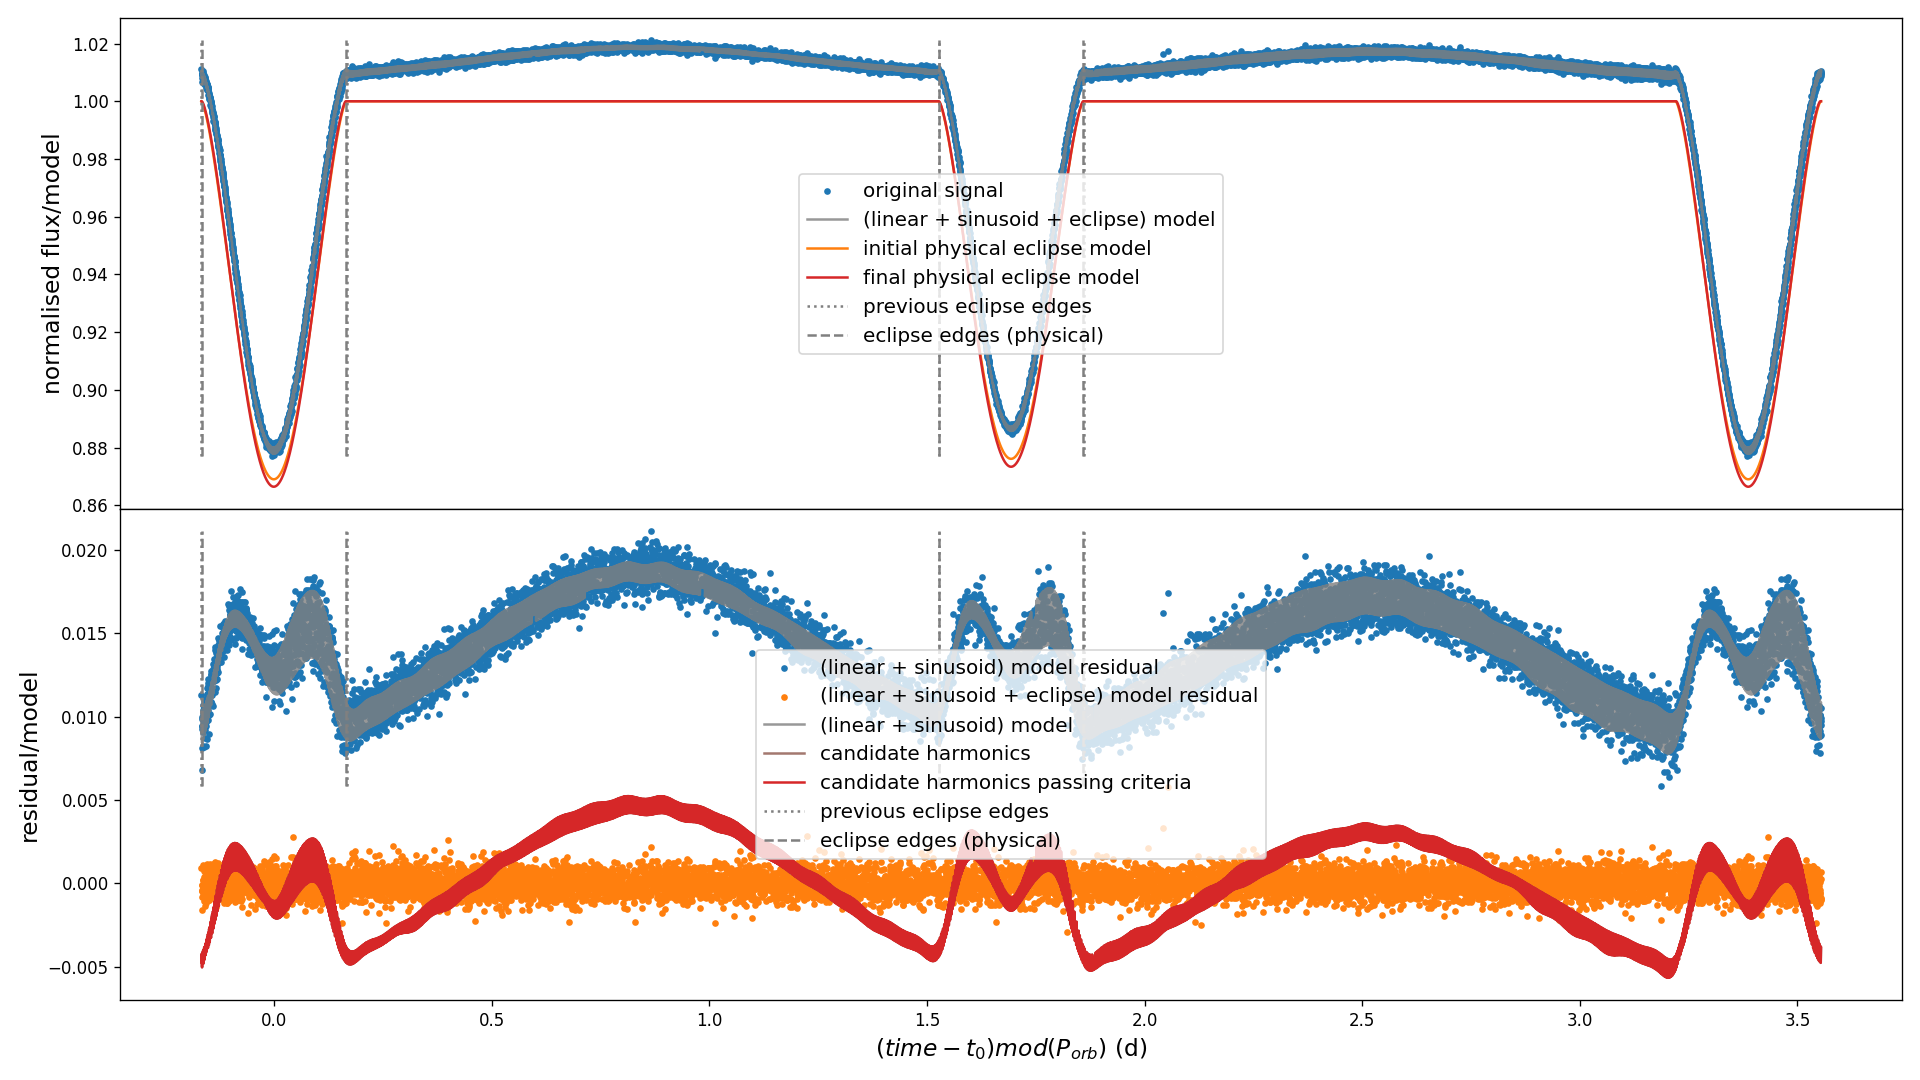 1.02
1.00
0.98
0.96
0.94
0.92
0.90
0.88
0.86
normalised flux/model
original signal
(linear + sinusoid + eclipse) model
initial physical eclipse model
final physical eclipse model
previous eclipse edges
eclipse edges (physical)
0.020
0.015
0.010
0.005
0.000
−0.005
residual/model
(linear + sinusoid) model residual
(linear + sinusoid + eclipse) model residual
(linear + sinusoid) model
candidate harmonics
candidate harmonics passing criteria
previous eclipse edges
eclipse edges (physical)
0.0 0.5 1.0 1.5 2.0 2.5 3.0 3.5
(time − t₀)mod(P_orb) (d)